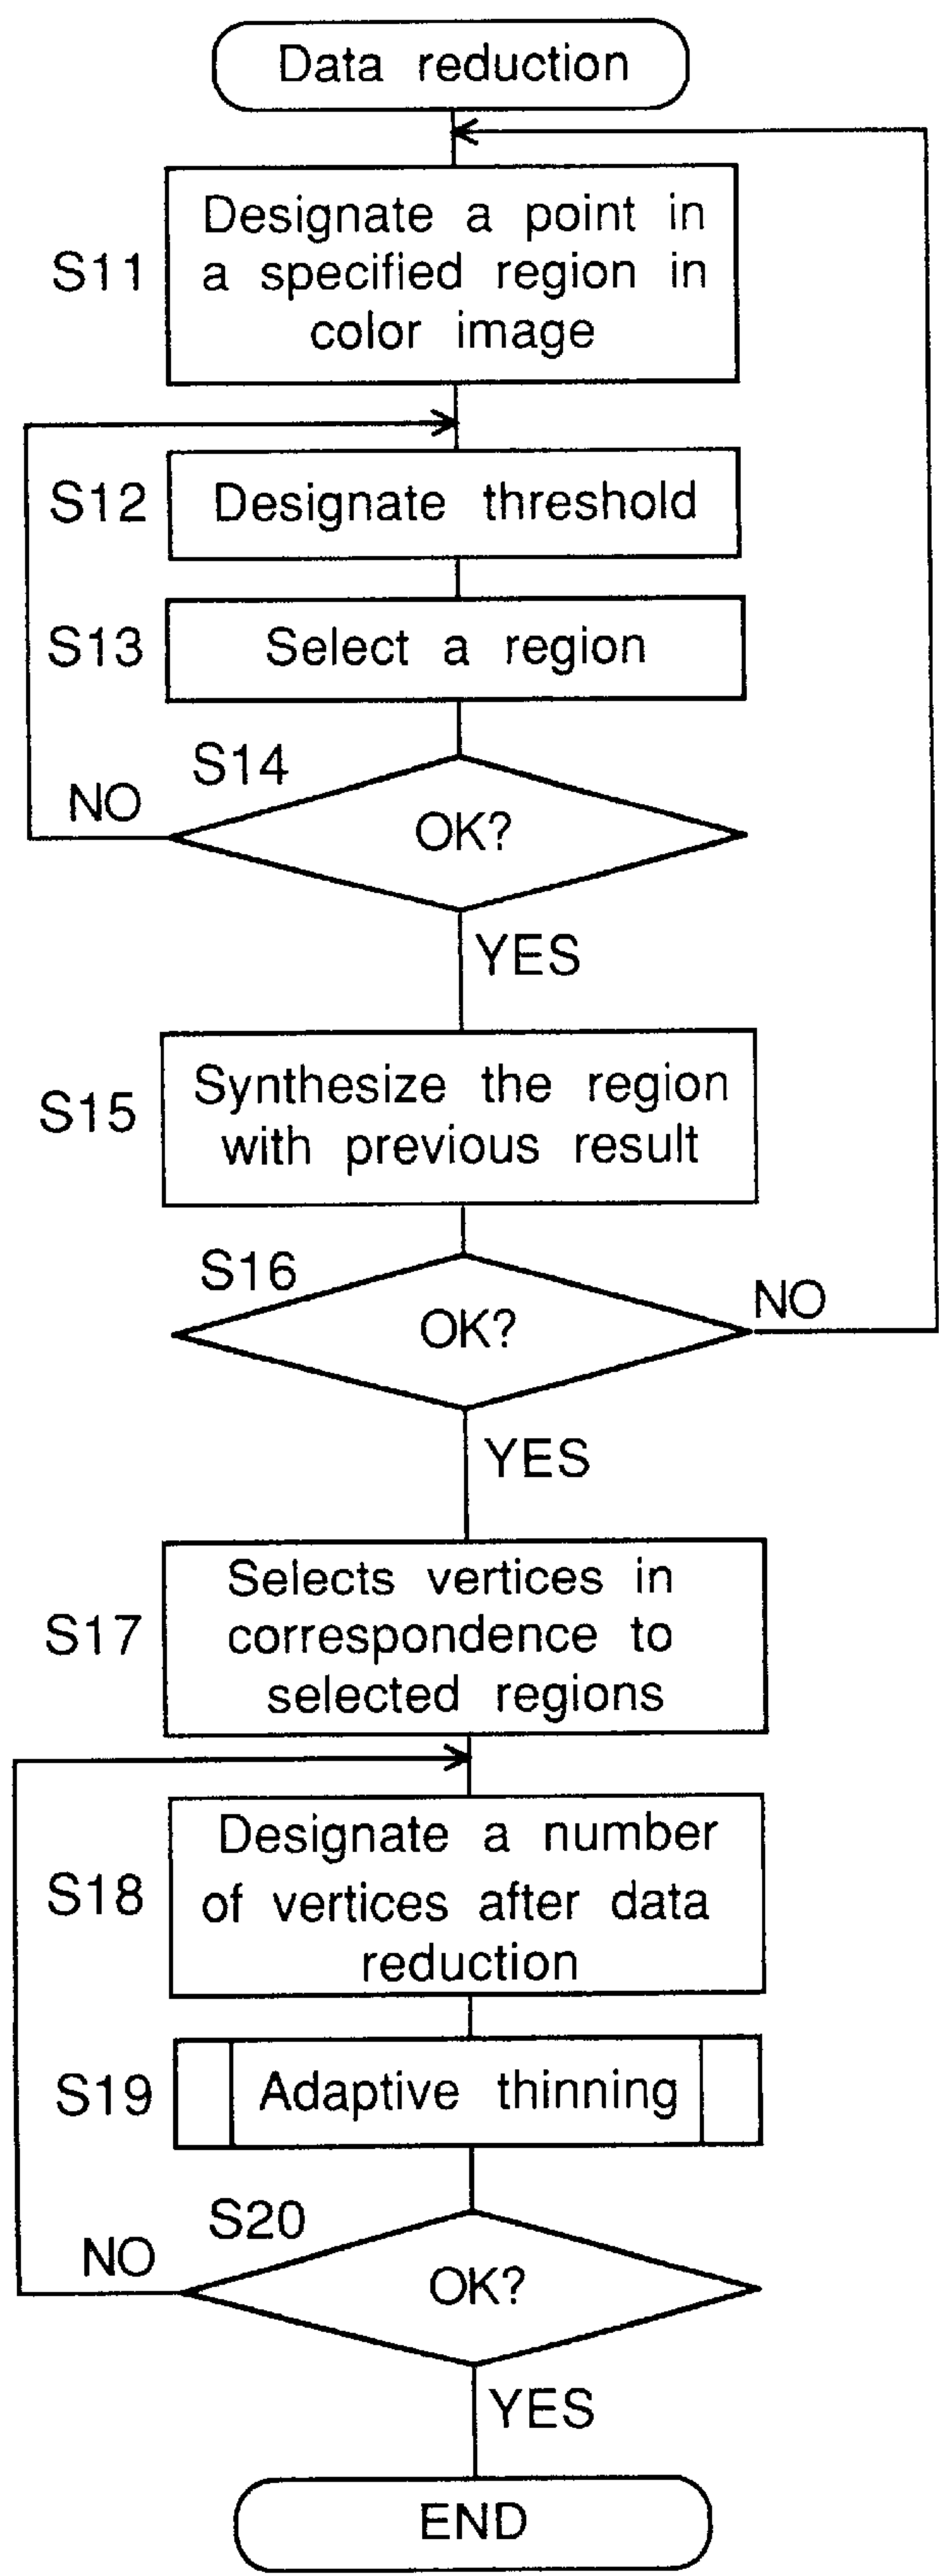 Data reduction
S11
Designate a point in
a specified region in
color image
S12
Designate threshold
S13
Select a region
S14
NO
OK?
YES
S15
Synthesize the region
with previous result
S16
OK?
NO
YES
S17
Selects vertices in
correspondence to
selected regions
S18
Designate a number
of vertices after data
reduction
S19
Adaptive thinning
S20
NO
OK?
YES
END